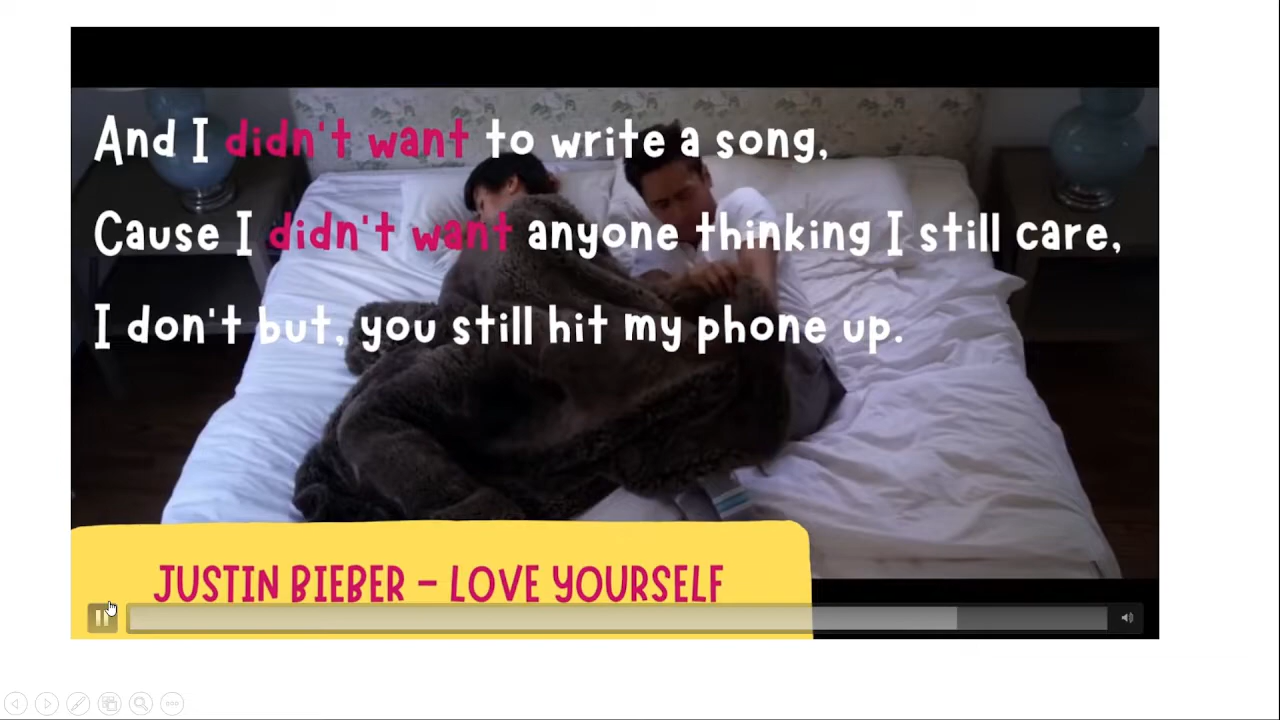 And I didn't want to write a song,
Cause I didn't want anyone thinking I still care,
I don't but, you still hit my phone up.
JUSTIN BIEBER - LOVE YOURSELF